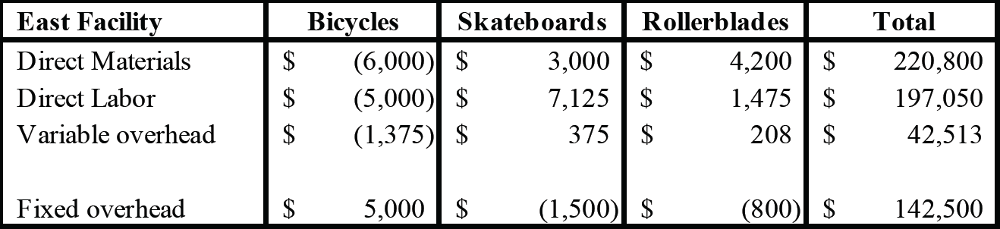 East Facility Bicycles Skateboards Rollerblades Total
Direct Materials $ (6,000) $ 3,000 $ 4,200 $ 220,800
Direct Labor $ (5,000) $ 7,125 $ 1,475 $ 197,050
Variable overhead $ (1,375) $ 375 $ 208 $ 42,513
Fixed overhead $ 5,000 $ (1,500) $ (800) $ 142,500